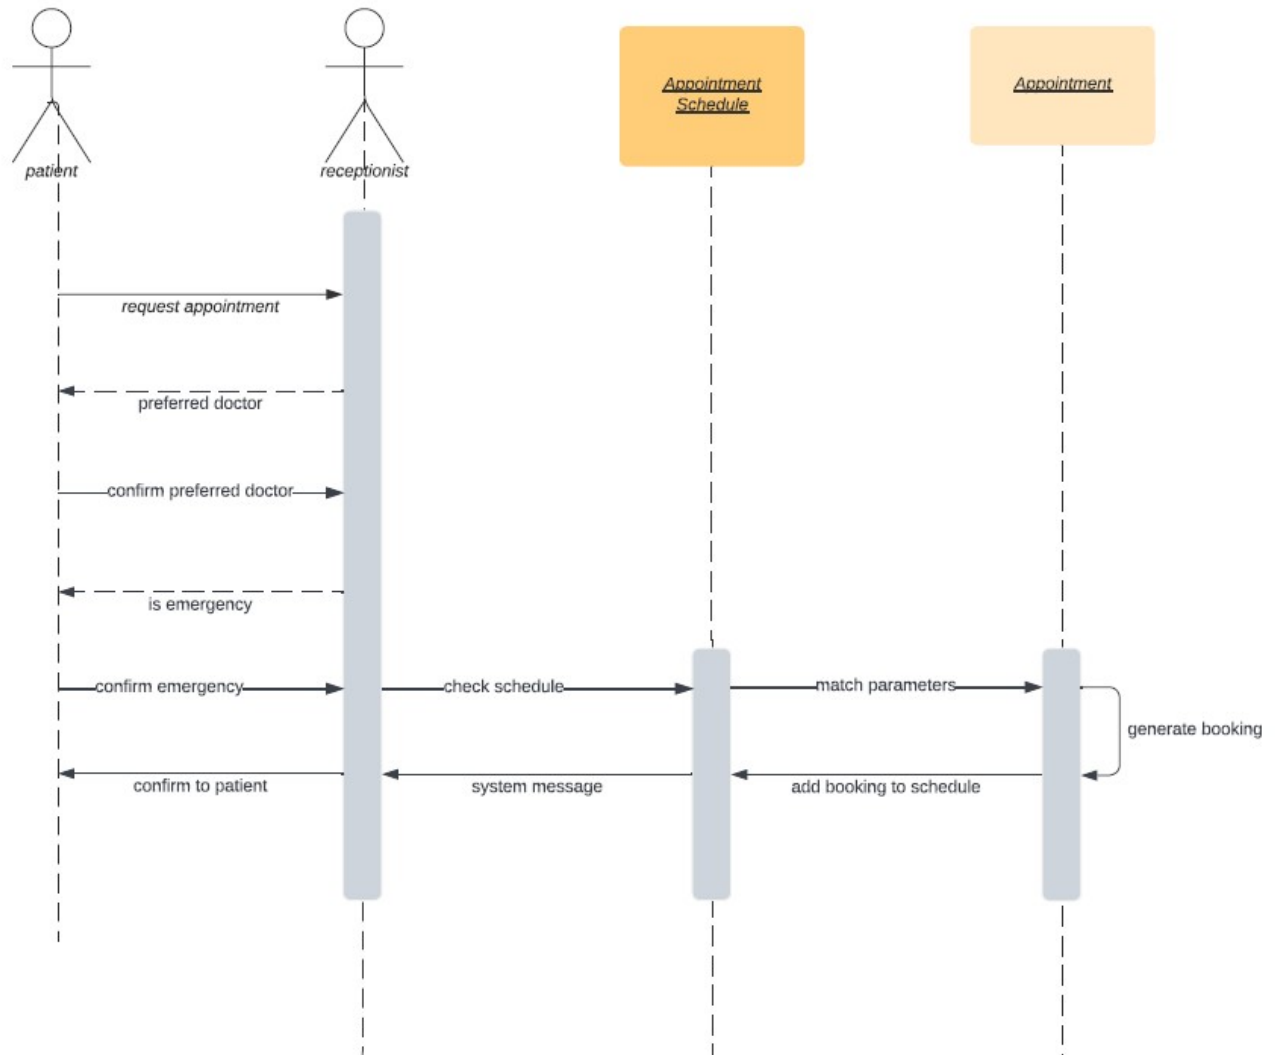 Appointment
Schedule
Appointment
patient
receptionist
request appointment
preferred doctor
confirm preferred doctor
is emergency
confirm emergency
check schedule
match parameters
generate booking
confirm to patient
system message
add booking to schedule